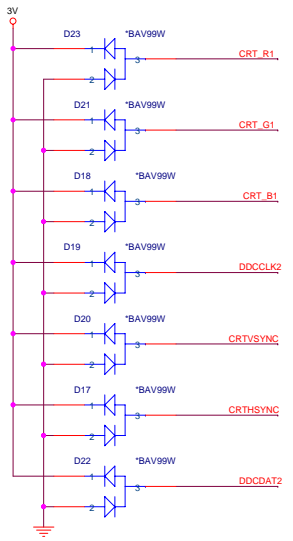 3V
D23 *BAV99W
1
3 CRT_R1
2
D21 *BAV99W
1
3 CRT_G1
2
D18 *BAV99W
1
3 CRT_B1
2
D19 *BAV99W
1
3 DDCCLK2
2
D20 *BAV99W
1
3 CRTVSYNC
2
D17 *BAV99W
1
3 CRTHSYNC
2
D22 *BAV99W
1
3 DDCDAT2
2